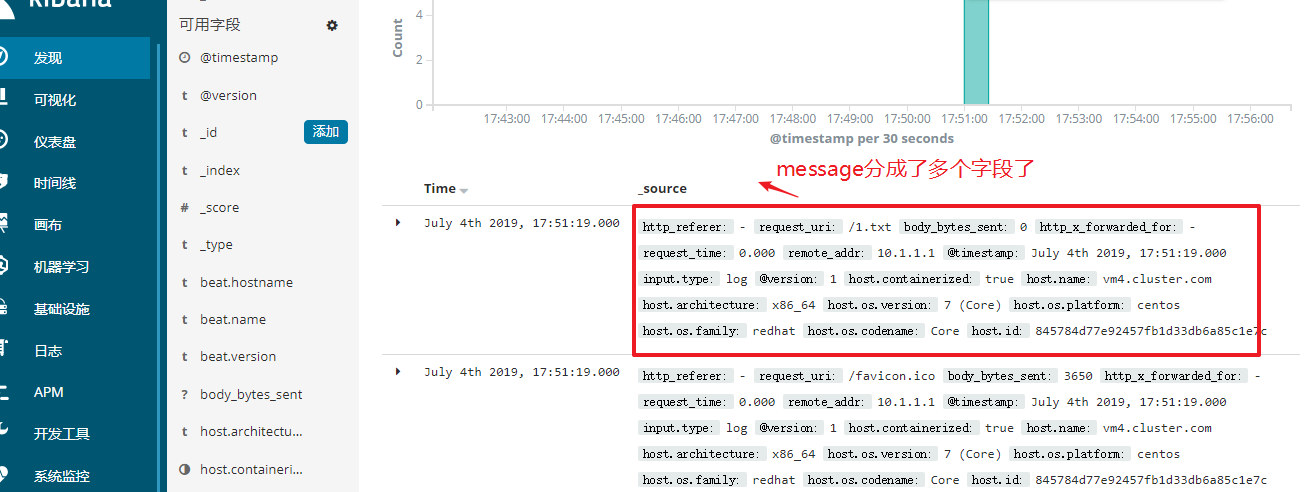 kibana
发现
可视化
仪表盘
时间线
画布
机器学习
基础设施
日志
APM
开发工具
系统监控
可用字段
@timestamp
@version
_id 添加
_index
_score
_type
beat.hostname
beat.name
beat.version
body_bytes_sent
host.architectu...
host.containeri...
Count
4
2
0
17:43:00 17:44:00 17:45:00 17:46:00 17:47:00 17:48:00 17:49:00 17:50:00 17:51:00 17:52:00 17:53:00 17:54:00 17:55:00 17:56:00
@timestamp per 30 seconds
message分成了多个字段了
Time _source
July 4th 2019, 17:51:19.000
http_referer: - request_uri: /1.txt body_bytes_sent: 0 http_x_forwarded_for: -
request_time: 0.000 remote_addr: 10.1.1.1 @timestamp: July 4th 2019, 17:51:19.000
input.type: log @version: 1 host.containerized: true host.name: vm4.cluster.com
host.architecture: x86_64 host.os.version: 7 (Core) host.os.platform: centos
host.os.family: redhat host.os.codename: Core host.id: 845784d77e92457fb1d33db6a85c1e7c
July 4th 2019, 17:51:19.000
http_referer: - request_uri: /favicon.ico body_bytes_sent: 3650 http_x_forwarded_for: -
request_time: 0.000 remote_addr: 10.1.1.1 @timestamp: July 4th 2019, 17:51:19.000
input.type: log @version: 1 host.containerized: true host.name: vm4.cluster.com
host.architecture: x86_64 host.os.version: 7 (Core) host.os.platform: centos
host.os.family: redhat host.os.codename: Core host.id: 845784d77e92457fb1d33db6a85c1e7c